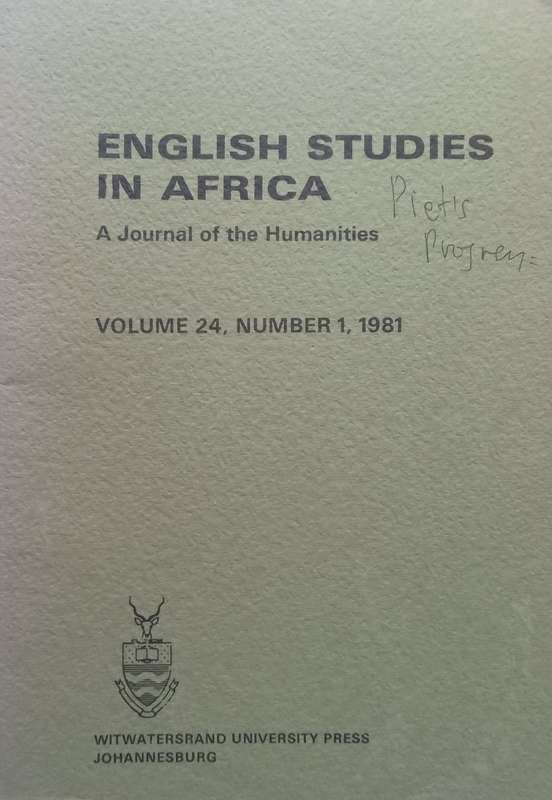 ENGLISH STUDIES
IN AFRICA
A Journal of the Humanities
Piet's
VOLUME 24, NUMBER 1, 1981
WITWATERSRAND UNIVERSITY PRESS
JOHANNESBURG